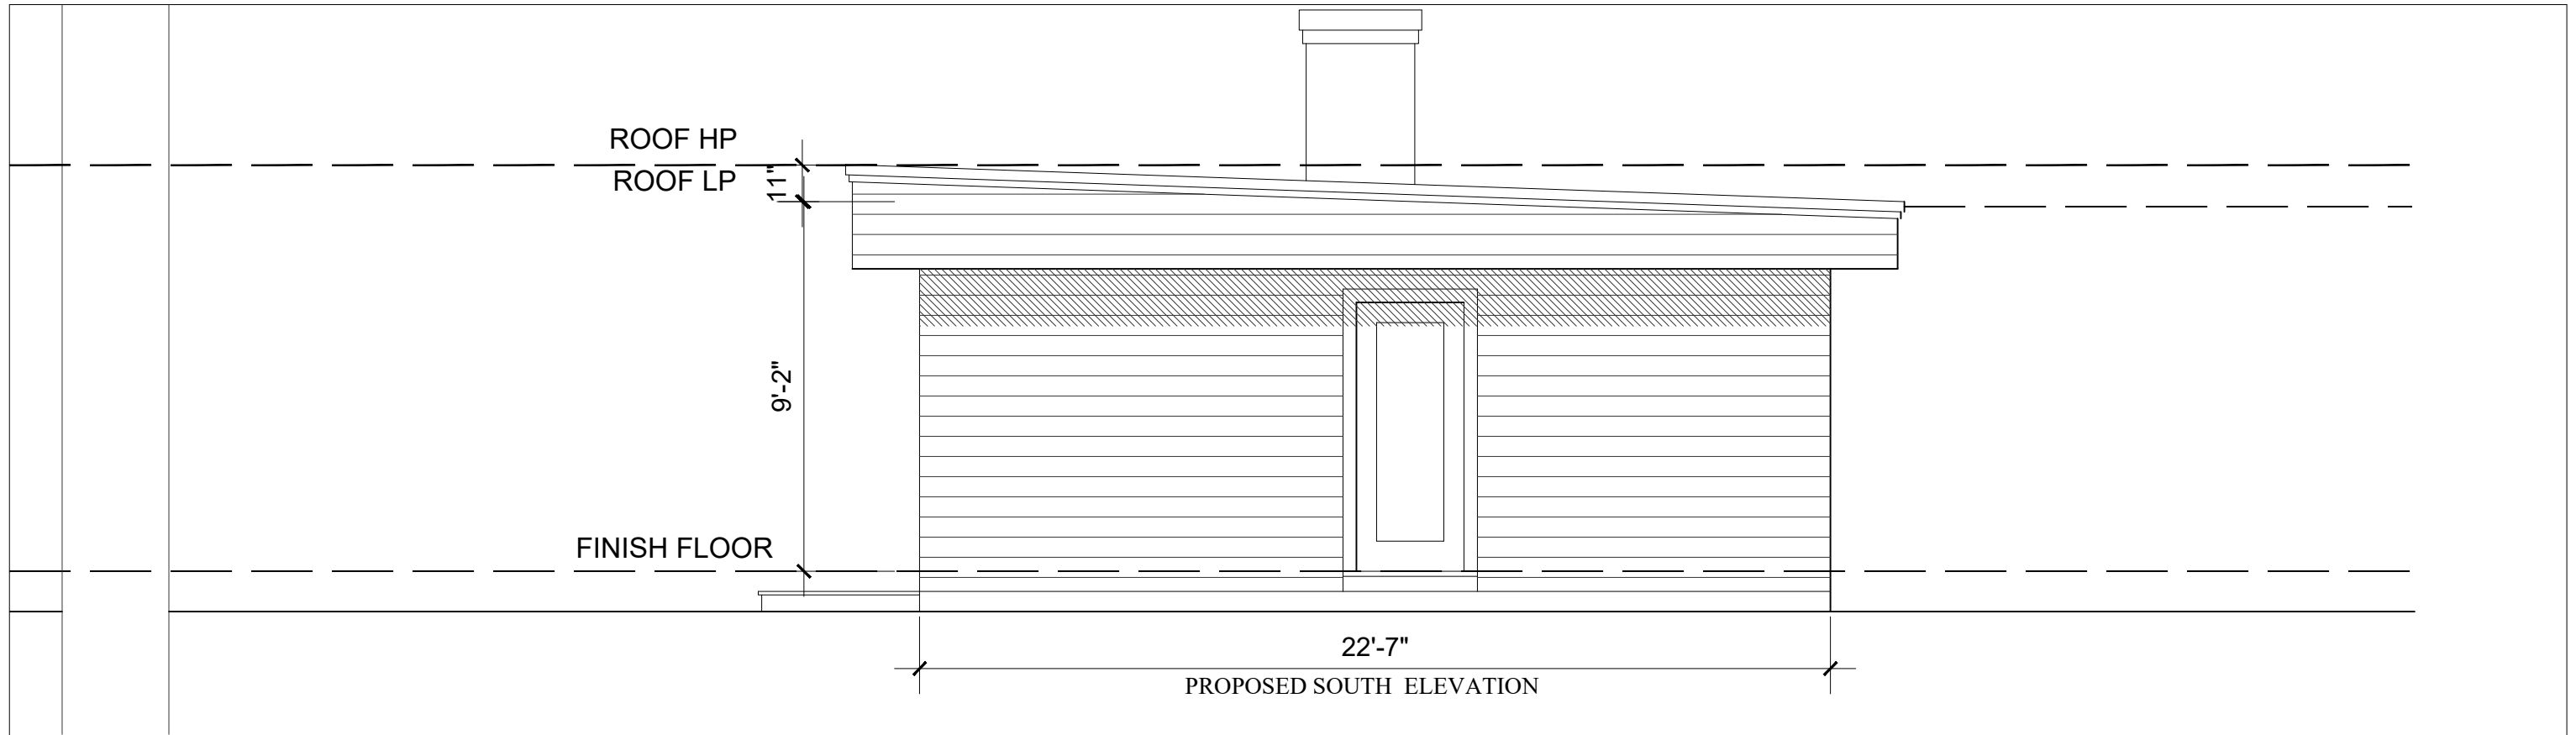 ROOF HP
ROOF LP
11"
9'-2"
FINISH FLOOR
22'-7"
PROPOSED SOUTH ELEVATION